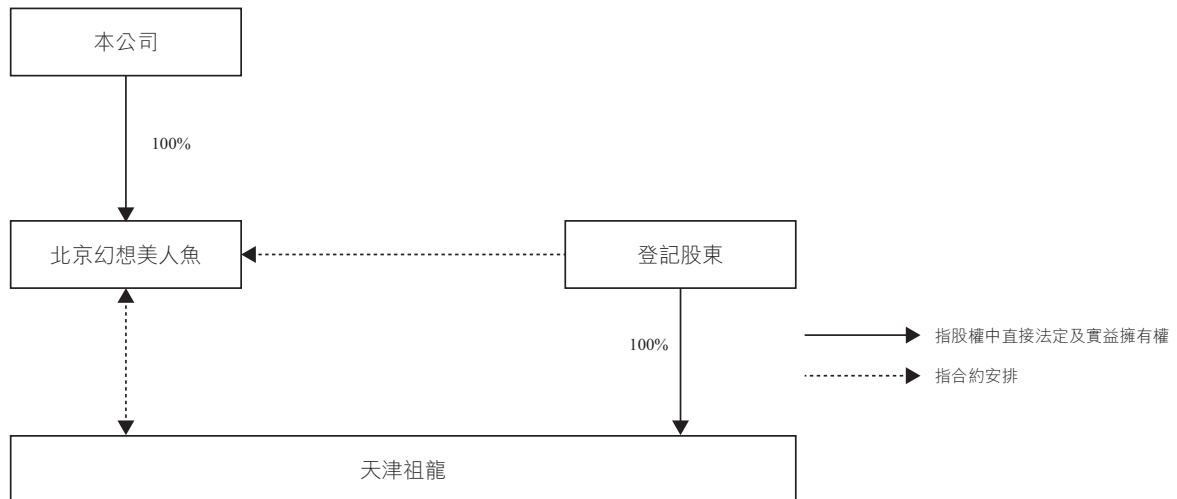 本公司
100%
北京幻想美人魚
登記股東
100%
指股權中直接法定及實益擁有權
指合約安排
天津祖龍